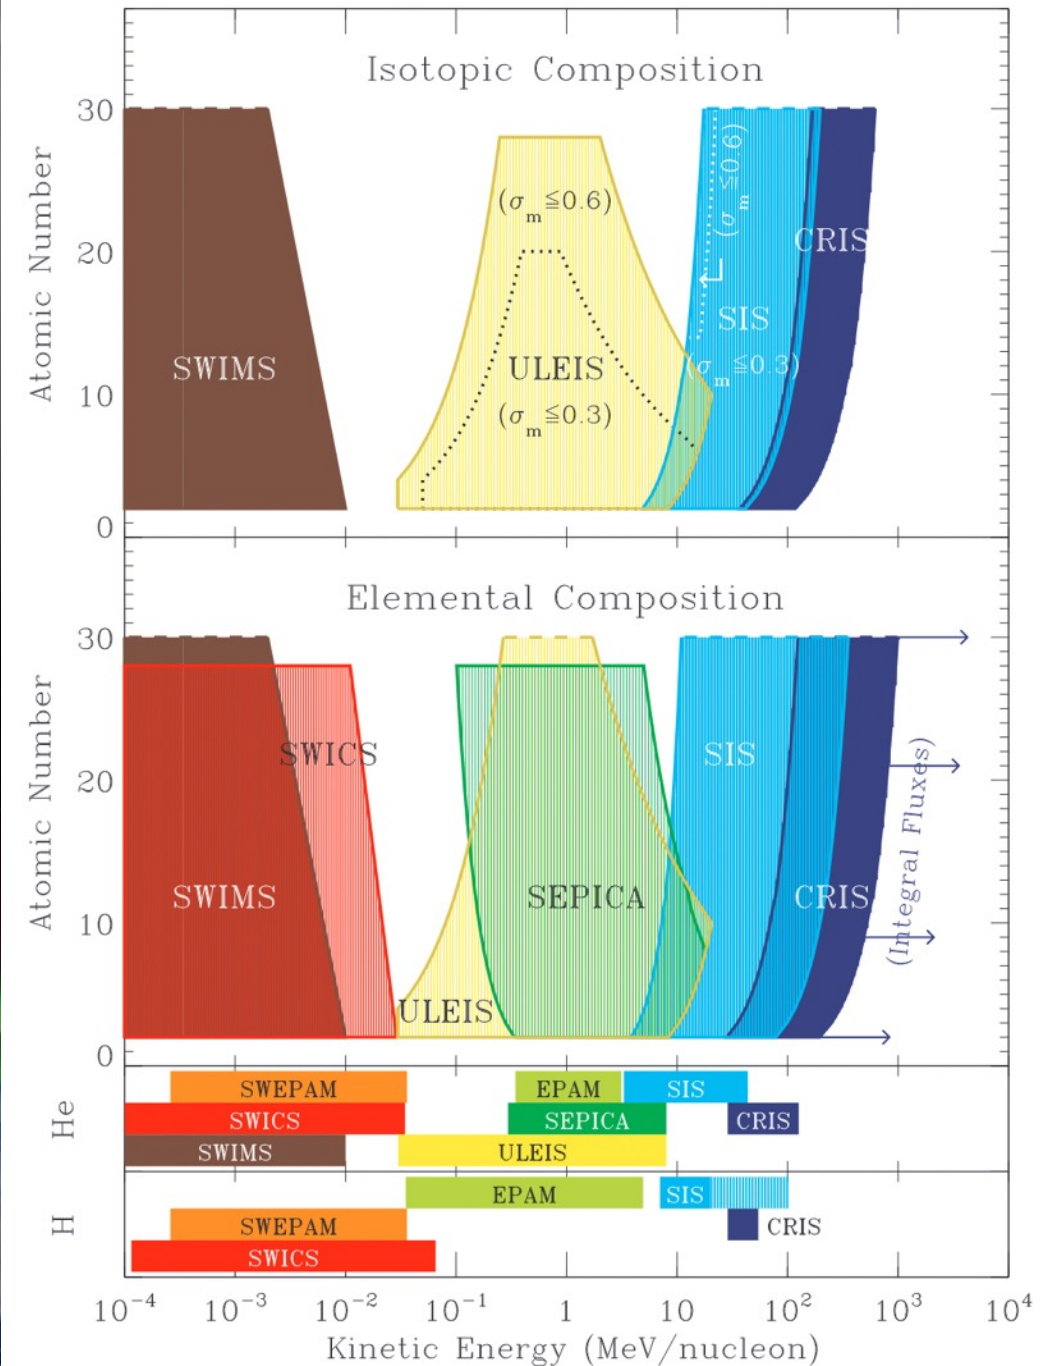 Isotopic Composition
Atomic Number
30
20
10
0
SWIMS
(σm≦0.6)
ULEIS
(σm≦0.3)
(σm≦0.6)
CRIS
SIS
(σm≦0.3)
Elemental Composition
Atomic Number
30
20
10
0
SWICS
SIS
SWIMS
SEPICA
CRIS
(Integral Fluxes)
ULEIS
He
SWEPAM EPAM SIS
SWICS SEPICA CRIS
SWIMS ULEIS
H
EPAM SIS
SWEPAM CRIS
SWICS
10⁻⁴ 10⁻³ 10⁻² 10⁻¹ 1 10 10² 10³ 10⁴
Kinetic Energy (MeV/nucleon)